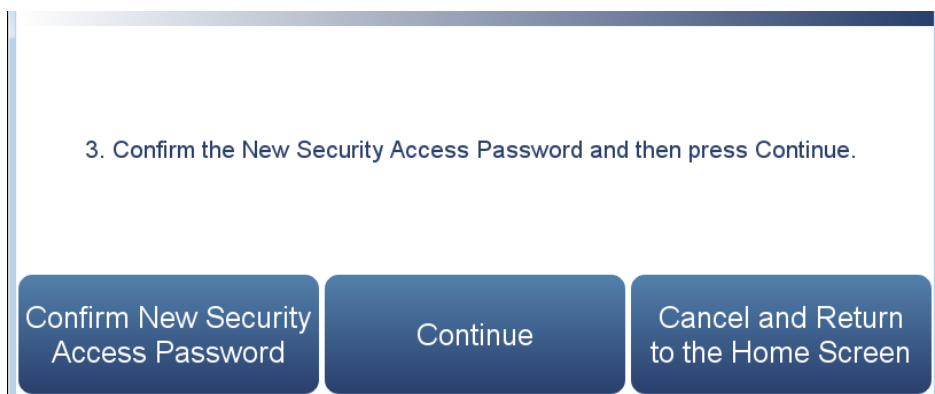 3. Confirm the New Security Access Password and then press Continue.
Confirm New Security
Access Password
Continue
Cancel and Return
to the Home Screen